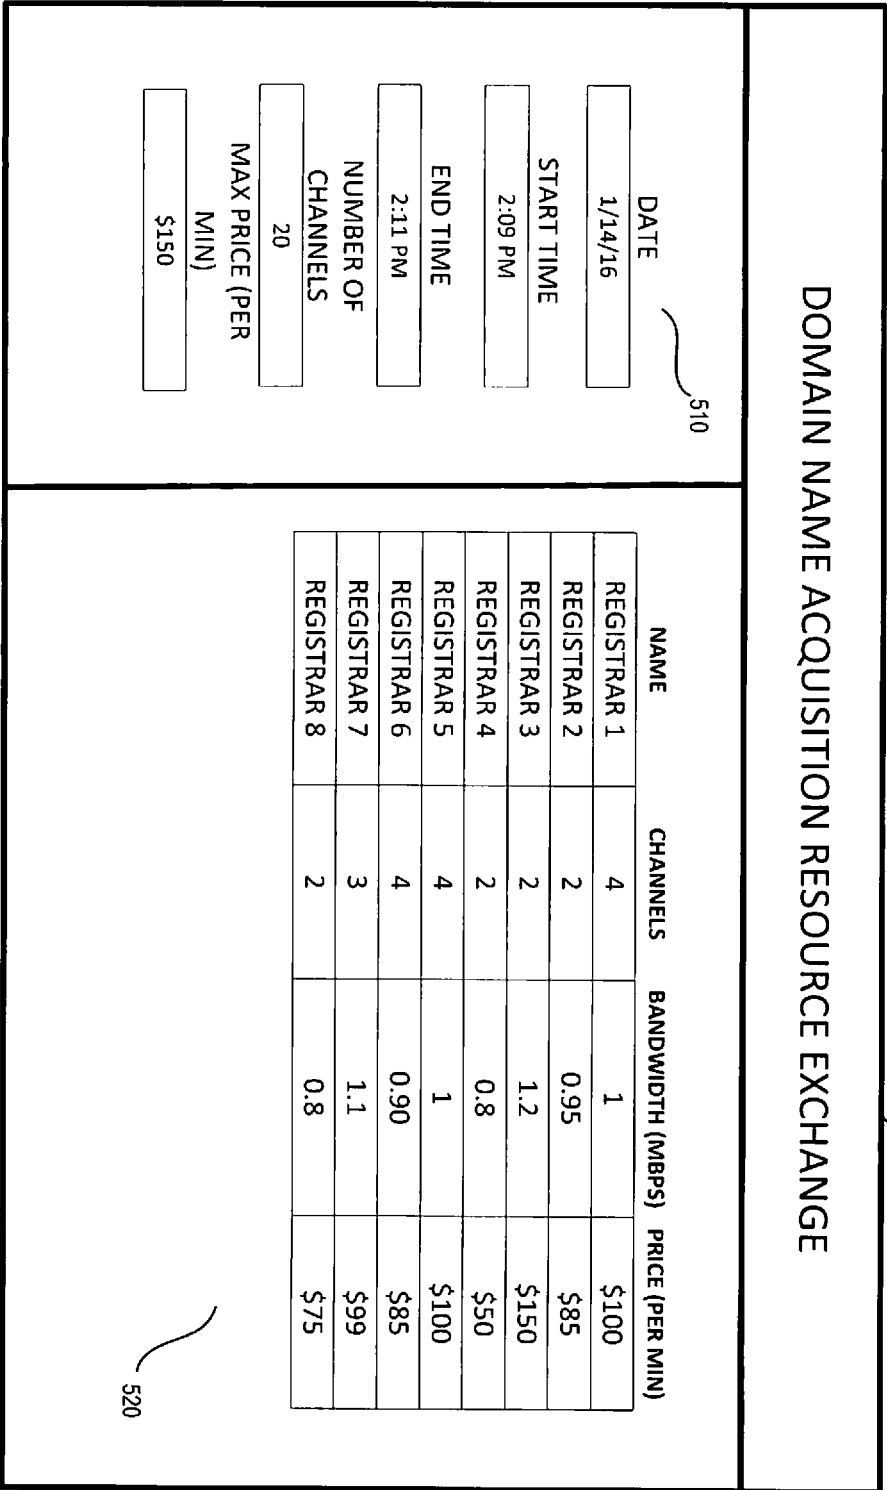 DOMAIN NAME ACQUISITION RESOURCE EXCHANGE
510
DATE
1/14/16
START TIME
2:09 PM
END TIME
2:11 PM
NUMBER OF
CHANNELS
20
MAX PRICE (PER
MIN)
$150
NAME CHANNELS BANDWIDTH (MBPS) PRICE (PER MIN)
REGISTRAR 1 4 1 $100
REGISTRAR 2 2 0.95 $85
REGISTRAR 3 2 1.2 $150
REGISTRAR 4 2 0.8 $50
REGISTRAR 5 4 1 $100
REGISTRAR 6 4 0.90 $85
REGISTRAR 7 3 1.1 $99
REGISTRAR 8 2 0.8 $75
520